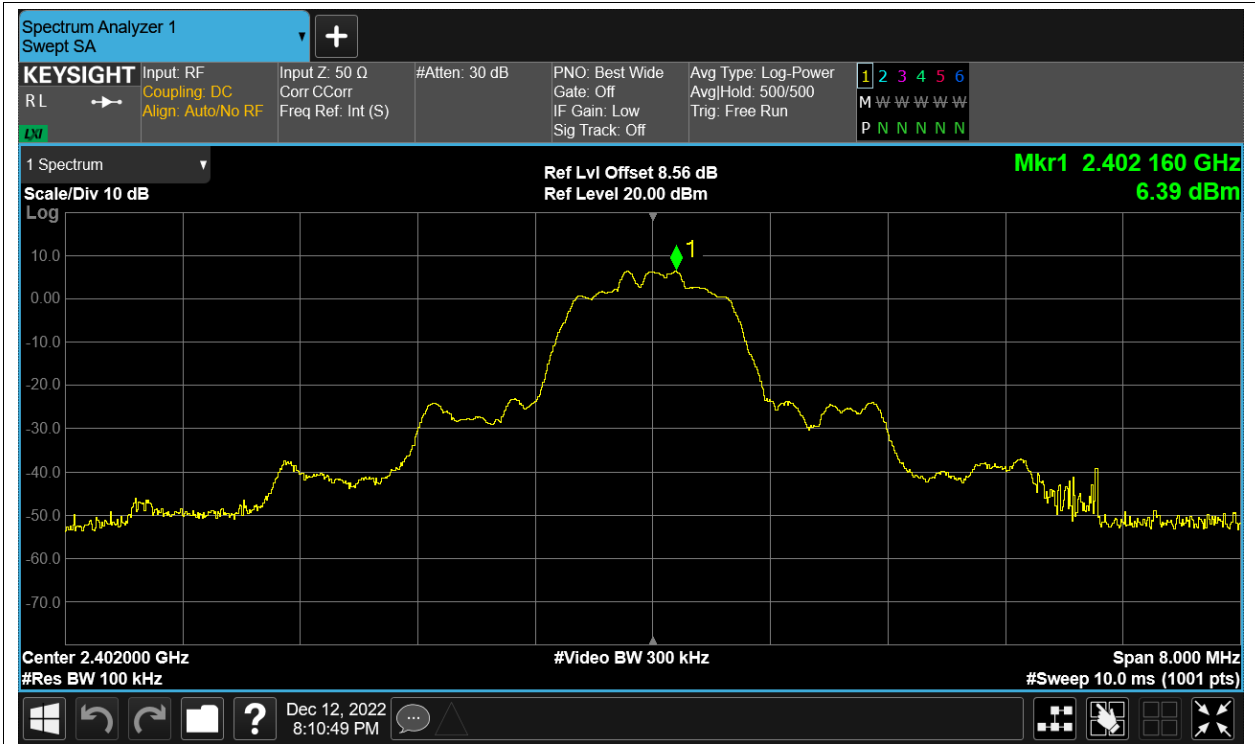 Spectrum Analyzer 1
Swept SA
+
KEYSIGHT
R L
LXI
Input: RF
Coupling: DC
Align: Auto/No RF
Input Z: 50 Ω
Corr CCorr
Freq Ref: Int (S)
#Atten: 30 dB
PNO: Best Wide
Gate: Off
IF Gain: Low
Sig Track: Off
Avg Type: Log-Power
Avg|Hold: 500/500
Trig: Free Run
1 2 3 4 5 6
M W W W W W
P N N N N N
1 Spectrum
Scale/Div 10 dB
Log
Ref Lvl Offset 8.56 dB
Ref Level 20.00 dBm
Mkr1 2.402 160 GHz
6.39 dBm
1
10.0
0.00
-10.0
-20.0
-30.0
-40.0
-50.0
-60.0
-70.0
Center 2.402000 GHz
#Res BW 100 kHz
#Video BW 300 kHz
Span 8.000 MHz
#Sweep 10.0 ms (1001 pts)
?
Dec 12, 2022
8:10:49 PM